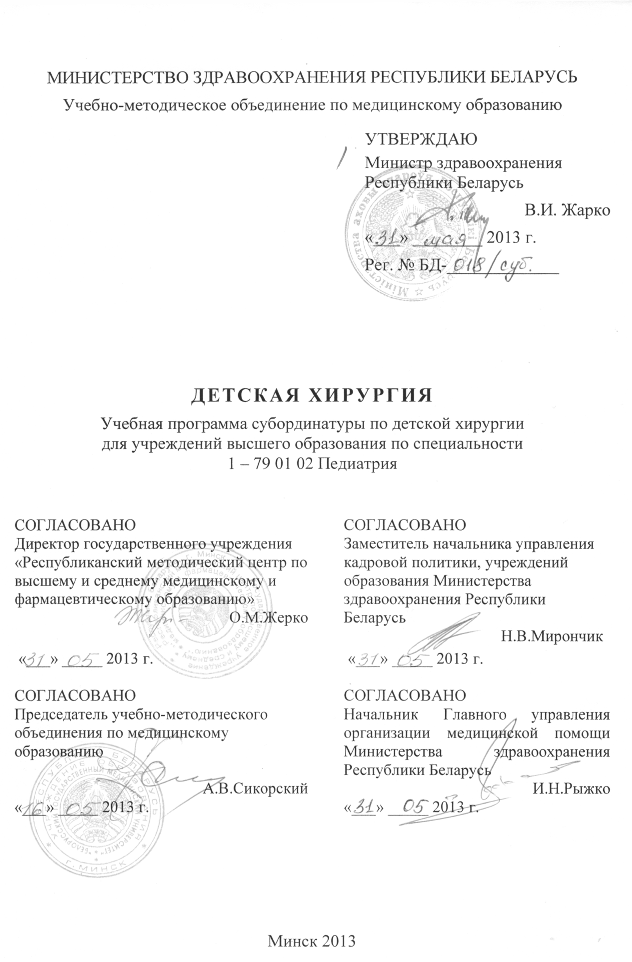 МИНИСТЕРСТВО ЗДРАВООХРАНЕНИЯ РЕСПУБЛИКИ БЕЛАРУСЬ
Учебно-методическое объединение по медицинскому образованию
УТВЕРЖДАЮ
Министр здравоохранения
Республики Беларусь
В.И. Жарко
«31» мая 2013 г.
Рег. № БД-018/суб.
ДЕТСКАЯ ХИРУРГИЯ
Учебная программа субординатуры по детской хирургии
для учреждений высшего образования по специальности
1 – 79 01 02 Педиатрия
СОГЛАСОВАНО
Директор государственного учреждения
«Республиканский методический центр по
высшему и среднему медицинскому и
фармацевтическому образованию»
О.М.Жерко
«31» 05 2013 г.
СОГЛАСОВАНО
Заместитель начальника управления
кадровой политики, учреждений
образования Министерства
здравоохранения Республики
Беларусь
Н.В.Мирончик
«31» 05 2013 г.
СОГЛАСОВАНО
Председатель учебно-методического
объединения по медицинскому
образованию
А.В.Сикорский
«16» 05 2013 г.
СОГЛАСОВАНО
Начальник Главного управления
организации медицинской помощи
Министерства здравоохранения
Республики Беларусь
И.Н.Рыжко
«31» 05 2013 г.
Минск 2013